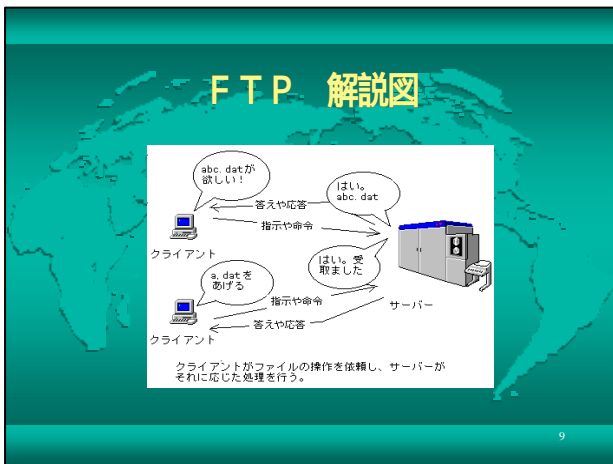 ＦＴＰ　解説図
abc.datが
欲しい！
はい。
abc.dat
答えや応答
指示や命令
クライアント
はい。受
取ました
a.datを
あげる
指示や命令
サーバー
答えや応答
クライアント
クライアントがファイルの操作を依頼し、サーバーが
それに応じた処理を行う。
9